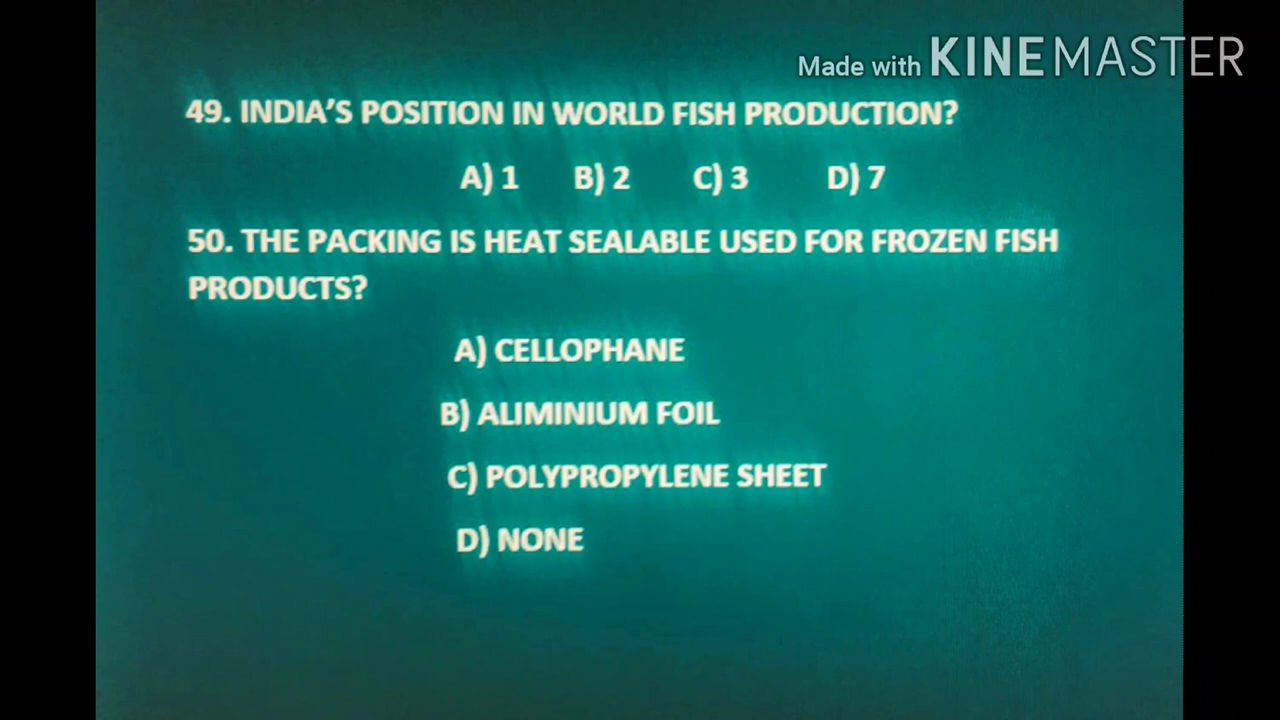 Made with KINEMASTER
49. INDIA'S POSITION IN WORLD FISH PRODUCTION?
A) 1 B) 2 C) 3 D) 7
50. THE PACKING IS HEAT SEALABLE USED FOR FROZEN FISH
PRODUCTS?
A) CELLOPHANE
B) ALIMINIUM FOIL
C) POLYPROPYLENE SHEET
D) NONE